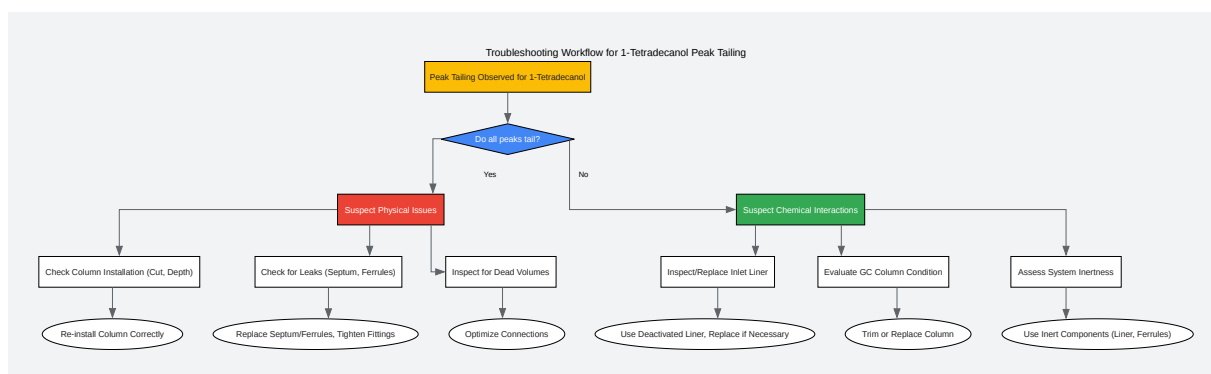 Troubleshooting Workflow for 1-Tetradecanol Peak Tailing
Peak Tailing Observed for 1-Tetradecanol
Do all peaks tail?
Yes
No
Suspect Physical Issues
Suspect Chemical Interactions
Check Column Installation (Cut, Depth)
Check for Leaks (Septum, Ferrules)
Inspect for Dead Volumes
Inspect/Replace Inlet Liner
Evaluate GC Column Condition
Assess System Inertness
Re-install Column Correctly
Replace Septum/Ferrules, Tighten Fittings
Optimize Connections
Use Deactivated Liner, Replace if Necessary
Trim or Replace Column
Use Inert Components (Liner, Ferrules)